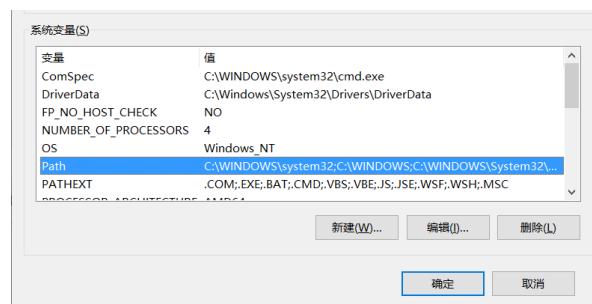 系统变量(S)
变量 值
ComSpec C:\WINDOWS\system32\cmd.exe
DriverData C:\Windows\System32\Drivers\DriverData
FP_NO_HOST_CHECK NO
NUMBER_OF_PROCESSORS 4
OS Windows_NT
Path C:\WINDOWS\system32;C:\WINDOWS;C:\WINDOWS\System32\...
PATHEXT .COM;.EXE;.BAT;.CMD;.VBS;.VBE;.JS;.JSE;.WSF;.WSH;.MSC
PROCESSOR_ARCHITECTURE AMD64
新建(W)... 编辑(I)... 删除(L)
确定 取消